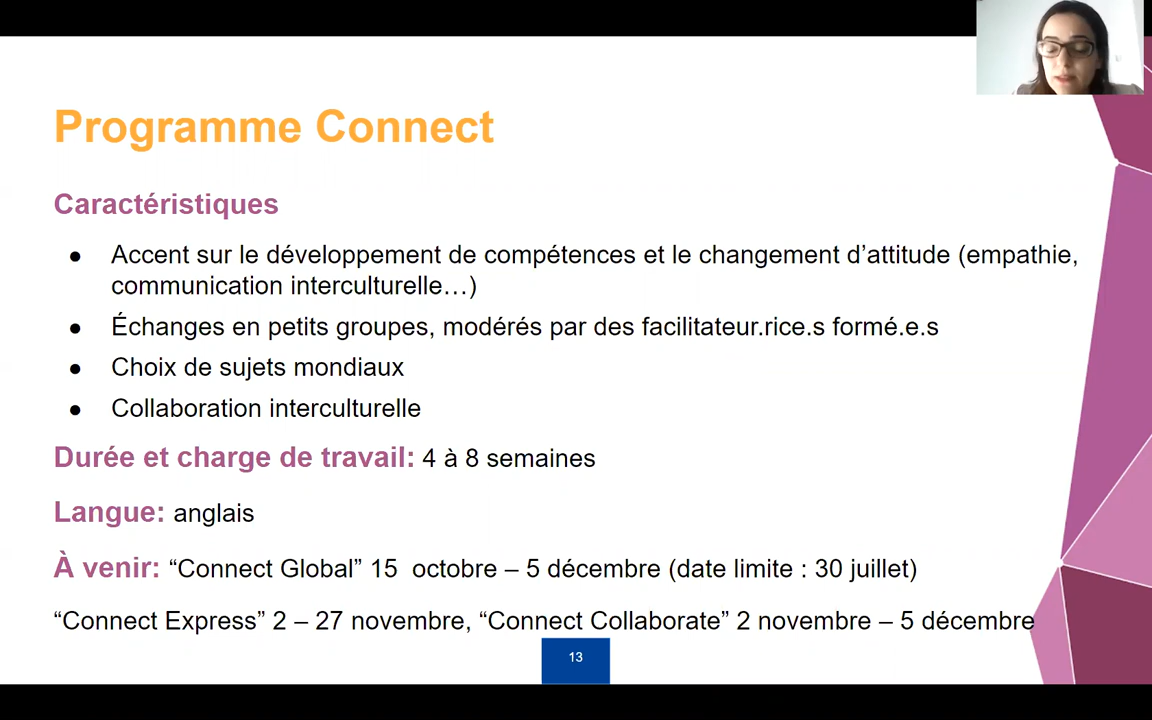 Programme Connect
Caractéristiques
● Accent sur le développement de compétences et le changement d’attitude (empathie,
communication interculturelle…)
● Échanges en petits groupes, modérés par des facilitateur.rice.s formé.e.s
● Choix de sujets mondiaux
● Collaboration interculturelle
Durée et charge de travail: 4 à 8 semaines
Langue: anglais
À venir: “Connect Global” 15 octobre – 5 décembre (date limite : 30 juillet)
“Connect Express” 2 – 27 novembre, “Connect Collaborate” 2 novembre – 5 décembre
13